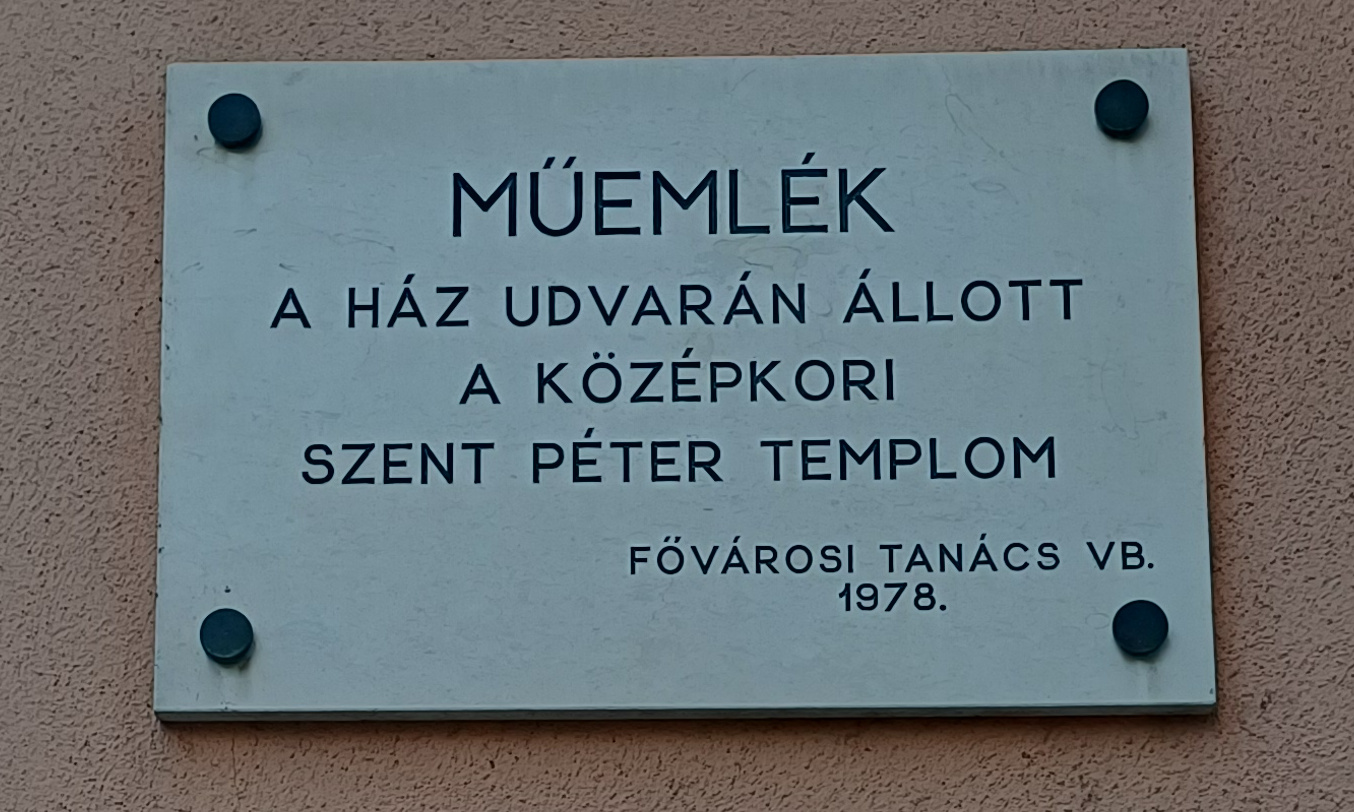 MŰEMLÉK
A HÁZ UDVARÁN ÁLLOTT
A KÖZÉPKORI
SZENT PÉTER TEMPLOM
FŐVÁROSI TANÁCS VB.
1978.